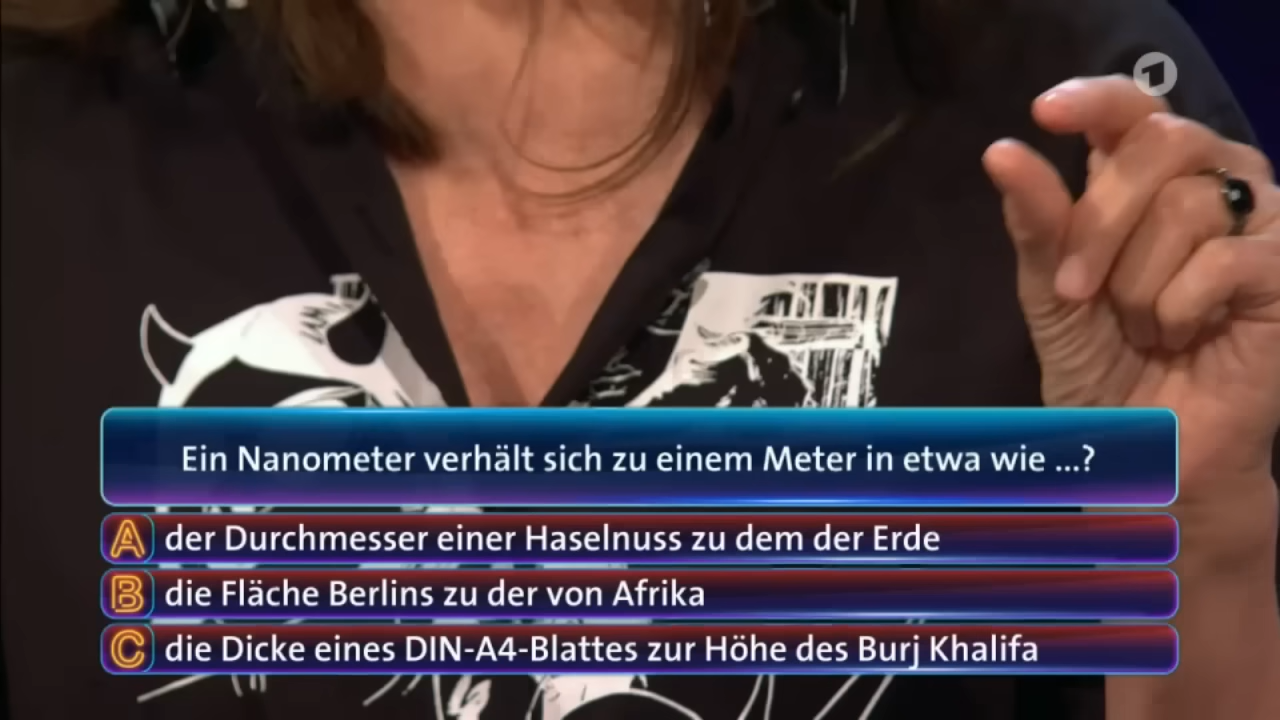 1
Ein Nanometer verhält sich zu einem Meter in etwa wie ...?
A der Durchmesser einer Haselnuss zu dem der Erde
B die Fläche Berlins zu der von Afrika
C die Dicke eines DIN-A4-Blattes zur Höhe des Burj Khalifa